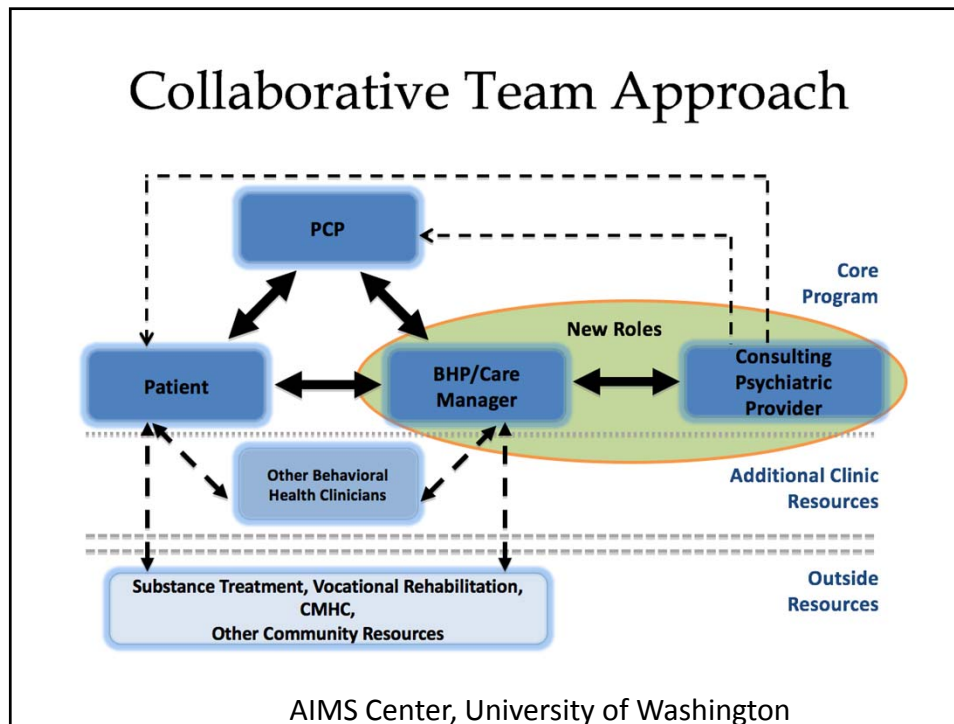 Collaborative Team Approach
PCP
Core
Program
New Roles
Patient
BHP/Care
Manager
Consulting
Psychiatric
Provider
Other Behavioral
Health Clinicians
Additional Clinic
Resources
Substance Treatment, Vocational Rehabilitation,
CMHC,
Other Community Resources
Outside
Resources
AIMS Center, University of Washington